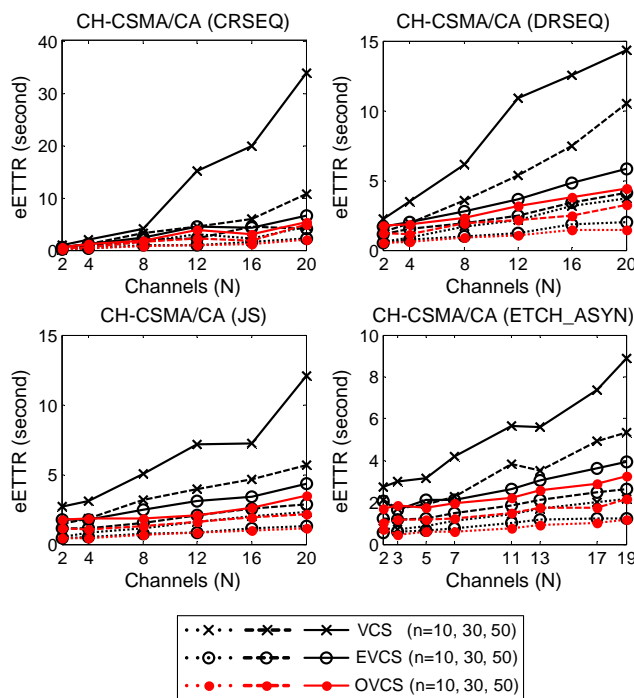 CH-CSMA/CA (CRSEQ)
eETTR (second)
40
30
20
10
0
2 4 8 12 16 20
Channels (N)
CH-CSMA/CA (DRSEQ)
eETTR (second)
15
10
5
0
2 4 8 12 16 20
Channels (N)
CH-CSMA/CA (JS)
eETTR (second)
15
10
5
0
2 4 8 12 16 20
Channels (N)
CH-CSMA/CA (ETCH_ASYN)
eETTR (second)
10
8
6
4
2
0
2 3 5 7 11 13 17 19
Channels (N)
VCS (n=10, 30, 50)
EVCS (n=10, 30, 50)
OVCS (n=10, 30, 50)